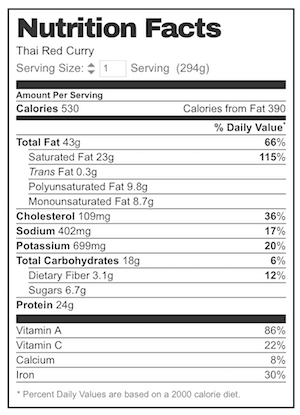 Nutrition Facts
Thai Red Curry
Serving Size: 1 Serving (294g)
Amount Per Serving
Calories 530 Calories from Fat 390
% Daily Value*
Total Fat 43g 66%
Saturated Fat 23g 115%
Trans Fat 0.3g
Polyunsaturated Fat 9.8g
Monounsaturated Fat 8.7g
Cholesterol 109mg 36%
Sodium 402mg 17%
Potassium 699mg 20%
Total Carbohydrates 18g 6%
Dietary Fiber 3.1g 12%
Sugars 6.7g
Protein 24g
Vitamin A 86%
Vitamin C 22%
Calcium 8%
Iron 30%
* Percent Daily Values are based on a 2000 calorie diet.